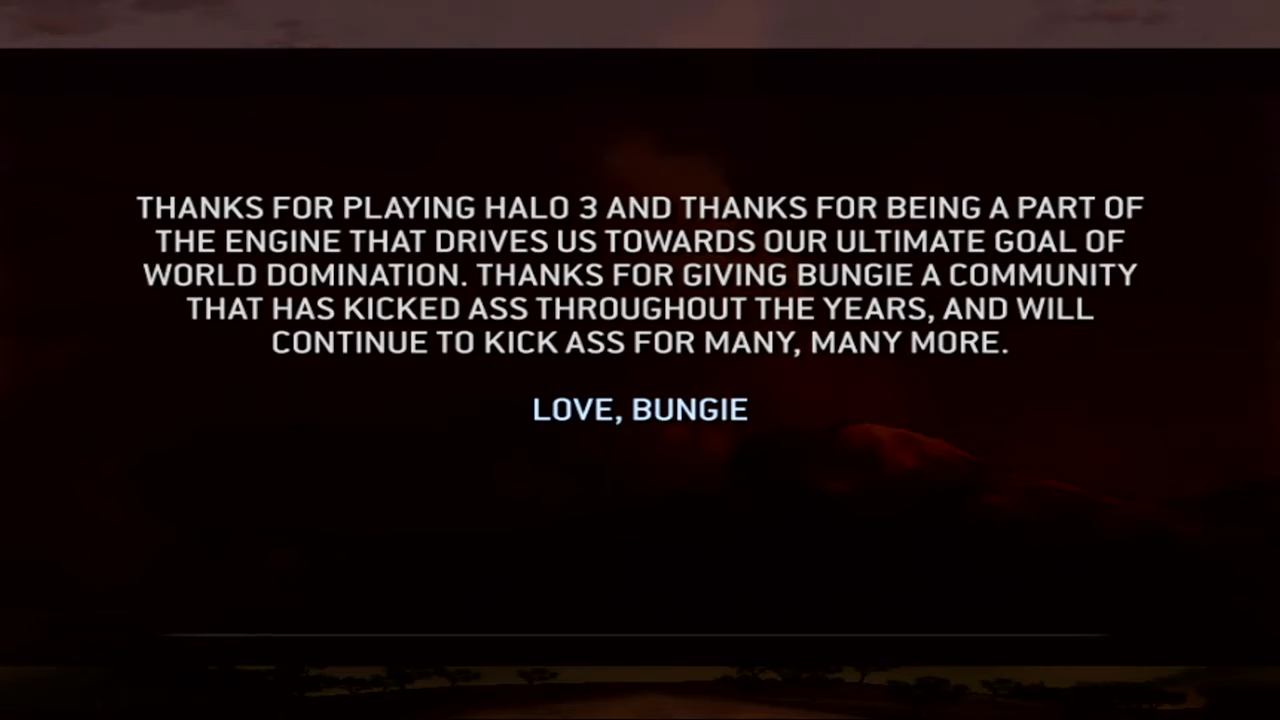 THANKS FOR PLAYING HALO 3 AND THANKS FOR BEING A PART OF
THE ENGINE THAT DRIVES US TOWARDS OUR ULTIMATE GOAL OF
WORLD DOMINATION. THANKS FOR GIVING BUNGIE A COMMUNITY
THAT HAS KICKED ASS THROUGHOUT THE YEARS, AND WILL
CONTINUE TO KICK ASS FOR MANY, MANY MORE.
LOVE, BUNGIE